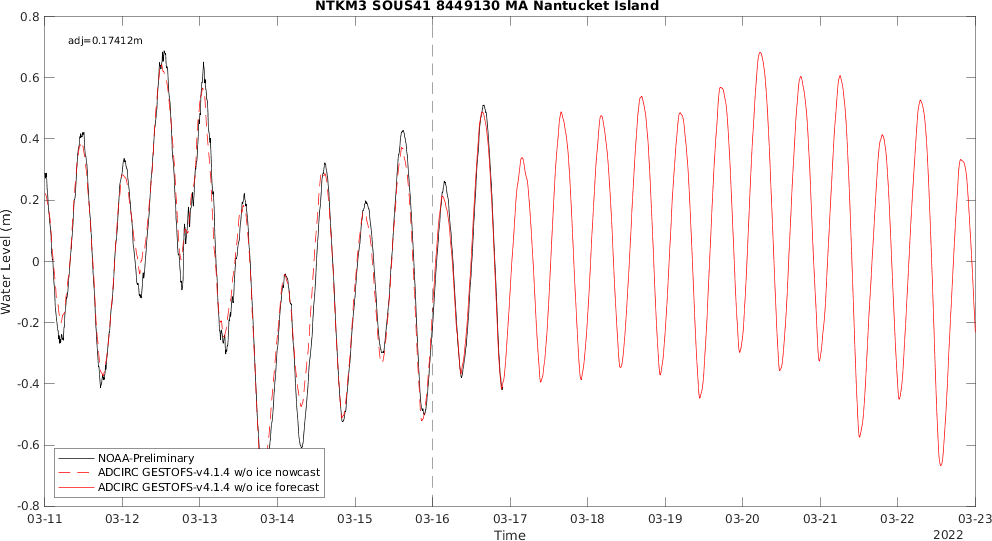 NTKM3 SOUS41 8449130 MA Nantucket Island
adj=0.17412m
0.8
0.6
0.4
0.2
0
-0.2
-0.4
-0.6
-0.8
Water Level (m)
NOAA-Preliminary
ADCIRC GESTOFS-v4.1.4 w/o ice nowcast
ADCIRC GESTOFS-v4.1.4 w/o ice forecast
03-11 03-12 03-13 03-14 03-15 03-16 03-17 03-18 03-19 03-20 03-21 03-22 03-23
Time
2022